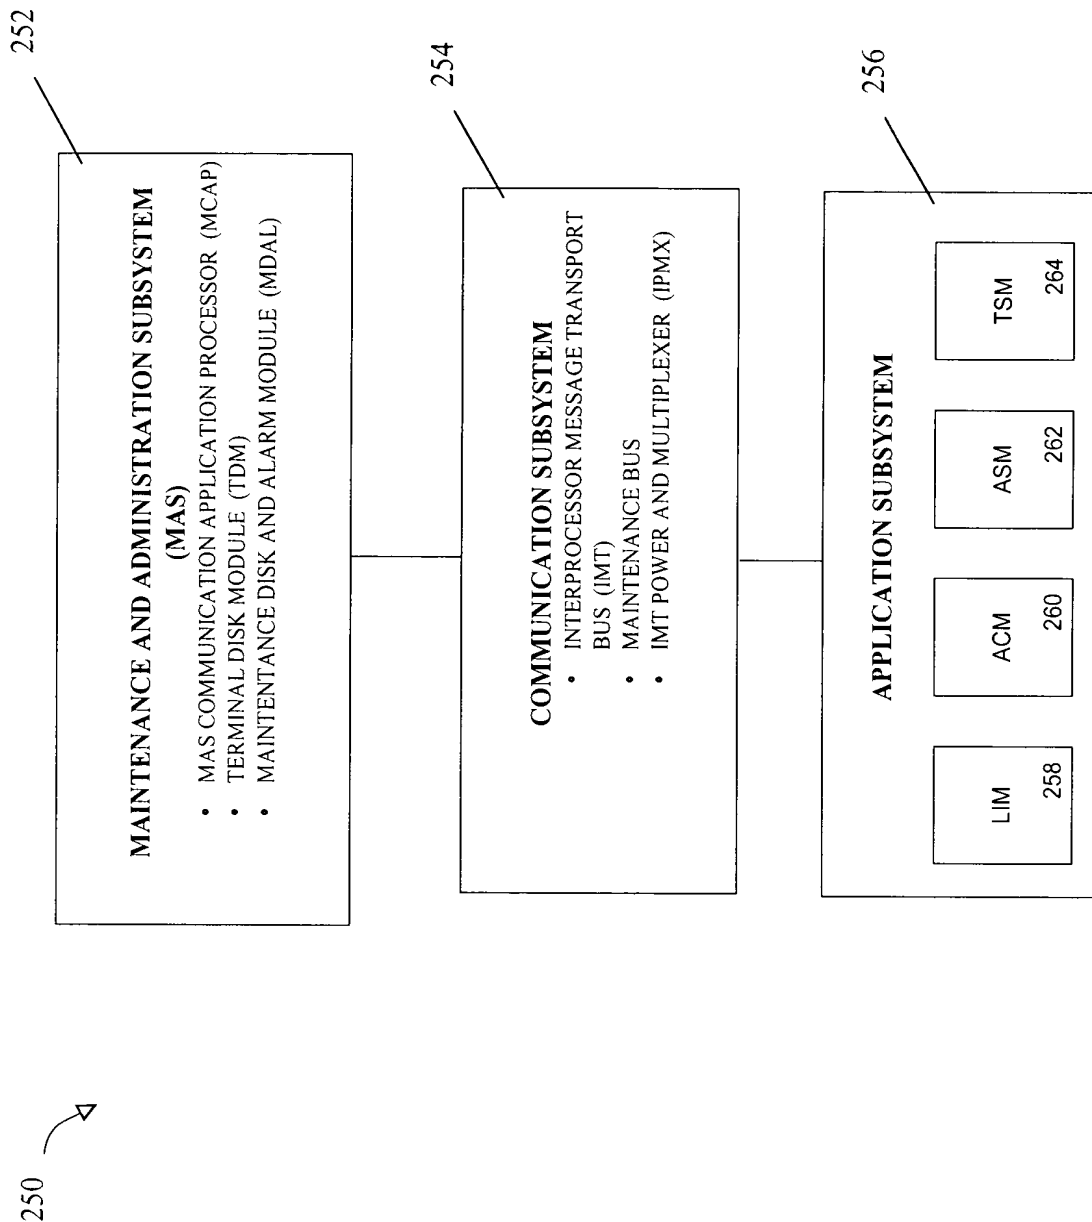 250
252
MAINTENANCE AND ADMINISTRATION SUBSYSTEM
(MAS)
• MAS COMMUNICATION APPLICATION PROCESSOR (MCAP)
• TERMINAL DISK MODULE (TDM)
• MAINTENTANCE DISK AND ALARM MODULE (MDAL)
254
COMMUNICATION SUBSYSTEM
• INTERPROCESSOR MESSAGE TRANSPORT
BUS (IMT)
• MAINTENANCE BUS
• IMT POWER AND MULTIPLEXER (IPMX)
256
APPLICATION SUBSYSTEM
LIM
258
ACM
260
ASM
262
TSM
264